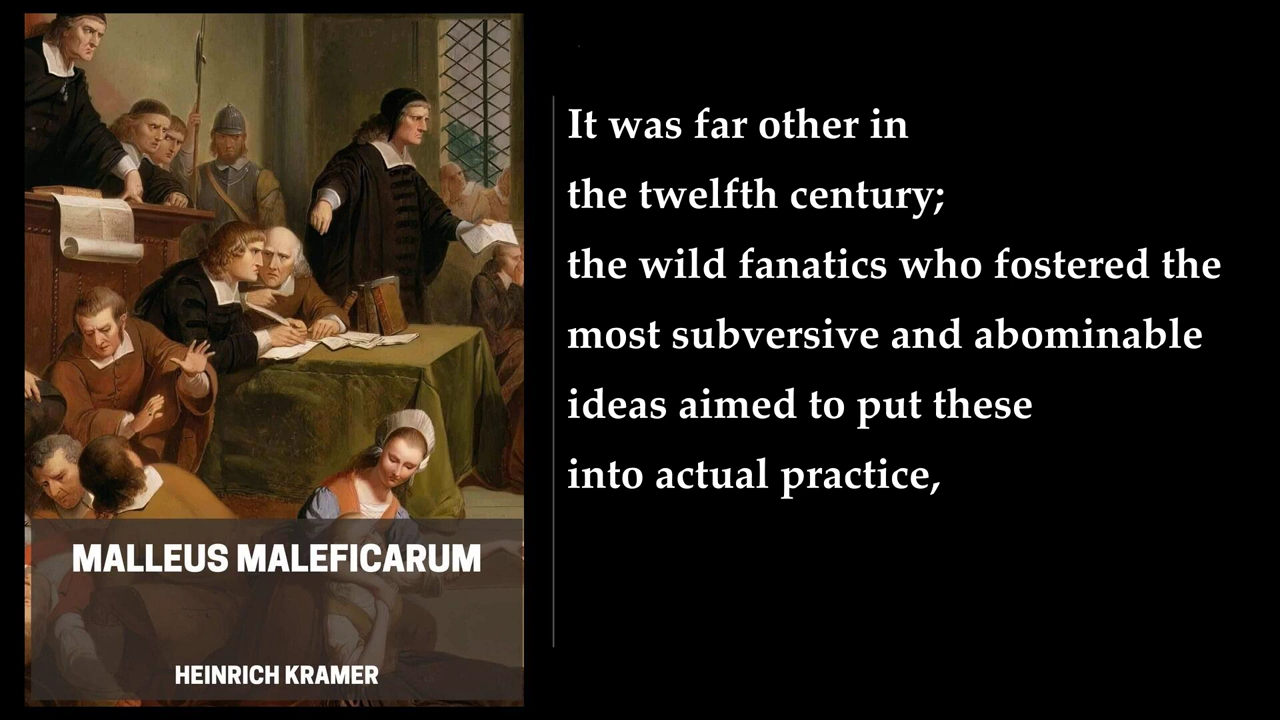 It was far other in
the twelfth century;
the wild fanatics who fostered the
most subversive and abominable
ideas aimed to put these
into actual practice,
MALLEUS MALEFICARUM
HEINRICH KRAMER